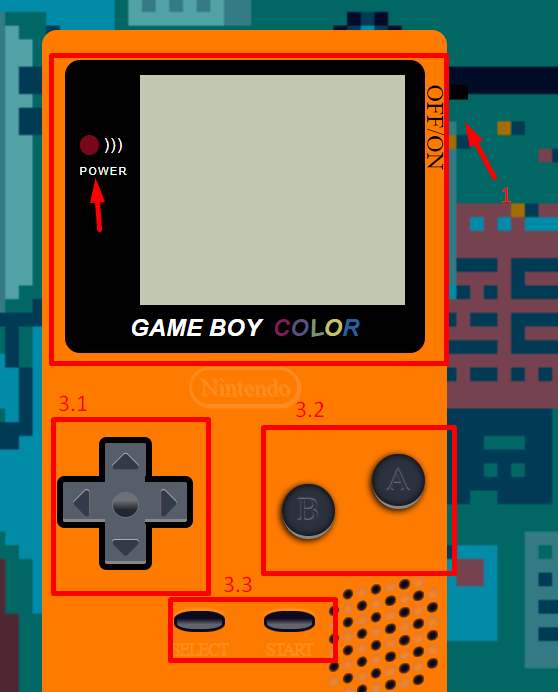 OFF/ON
)))
POWER
1
GAME BOY COLOR
Nintendo
3.1
3.2
A
B
3.3
SELECT
START